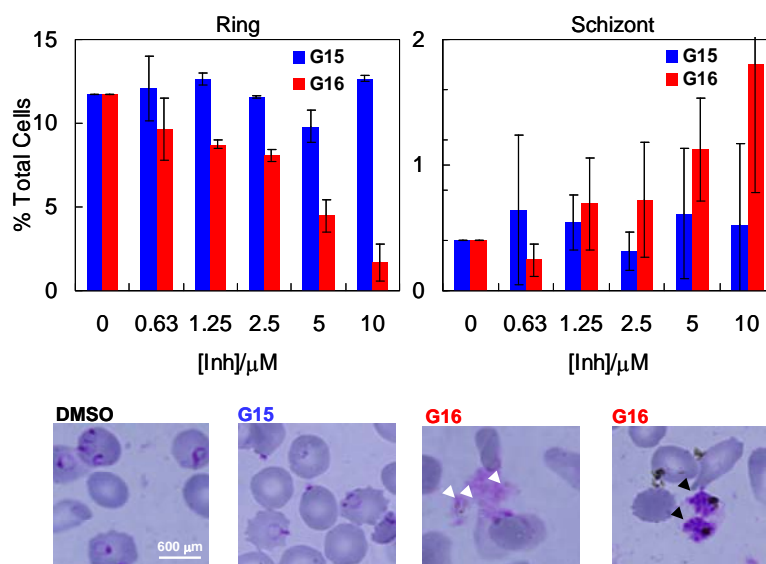 Ring
Schizont
15
10
5
0
% Total Cells
G15
G16
0 0.63 1.25 2.5 5 10
[Inh]/μM
2
1
0
G15
G16
0 0.63 1.25 2.5 5 10
[Inh]/μM
DMSO
G15
G16
G16
600 μm